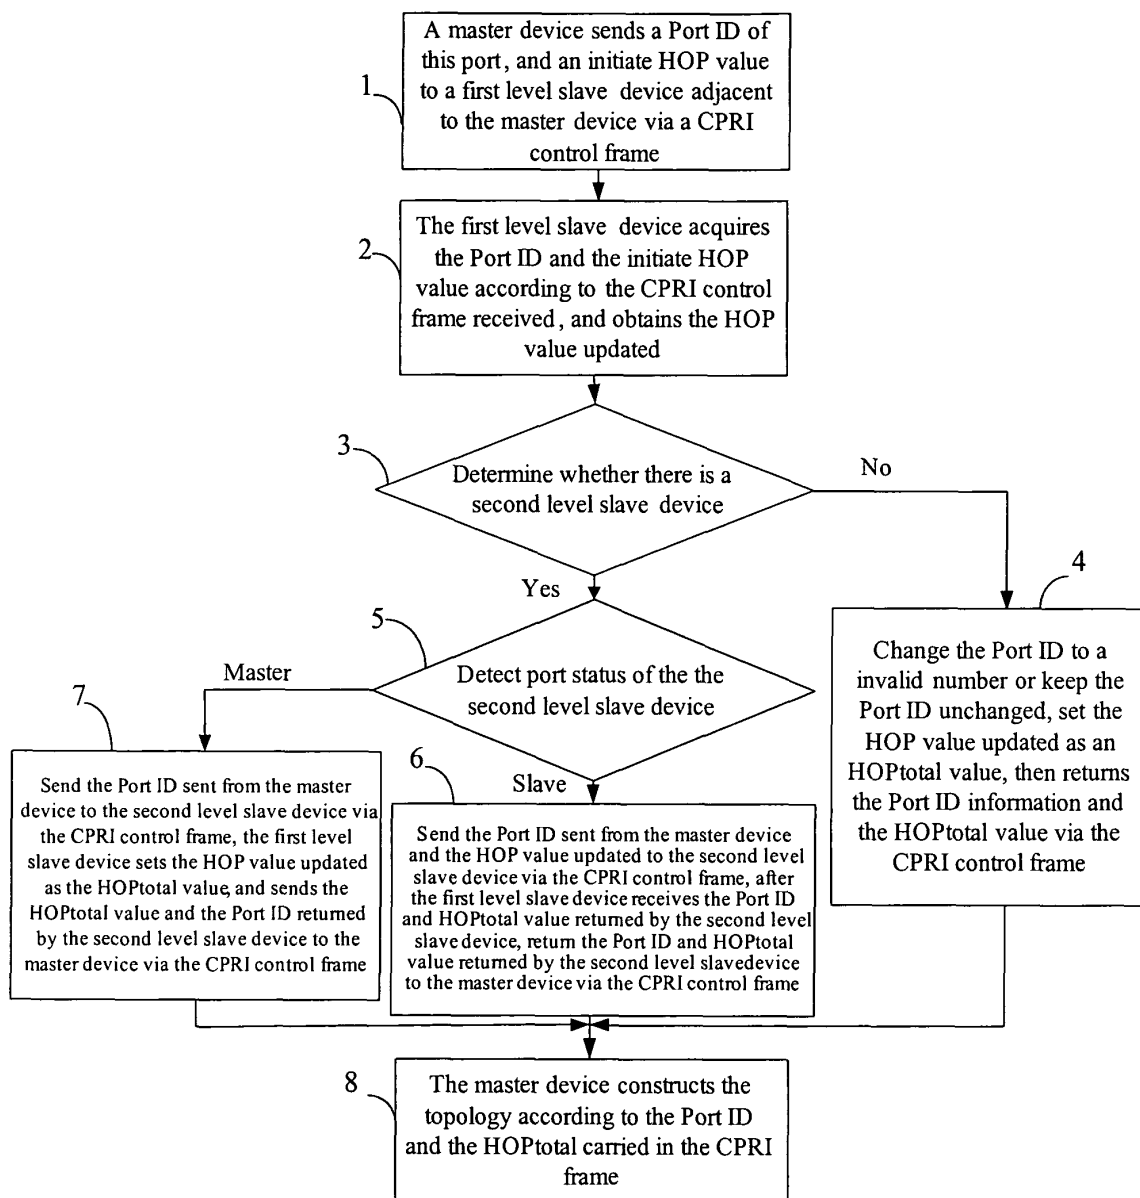 A master device sends a Port ID of
this port, and an initiate HOP value
to a first level slave device adjacent
to the master device via a CPRI
control frame
1
The first level slave device acquires
the Port ID and the initiate HOP
value according to the CPRI control
frame received, and obtains the HOP
value updated
2
3
Determine whether there is a
second level slave device
No
Yes
4
Change the Port ID to a
invalid number or keep the
Port ID unchanged, set the
HOP value updated as an
HOPtotal value, then returns
the Port ID information and
the HOPtotal value via the
CPRI control frame
5
Detect port status of the the
second level slave device
Master
Slave
7
Send the Port ID sent from the master
device to the second level slave device via
the CPRI control frame, the first level
slave device sets the HOP value updated
as the HOPtotal value, and sends the
HOPtotal value and the Port ID returned
by the second level slave device to the
master device via the CPRI control frame
6
Send the Port ID sent from the master device
and the HOP value updated to the second level
slave device via the CPRI control frame, after
the first level slave device receives the Port ID
and HOPtotal value returned by the second level
slave device, return the Port ID and HOPtotal
value returned by the second level slavedevice
to the master device via the CPRI control frame
8
The master device constructs the
topology according to the Port ID
and the HOPtotal carried in the CPRI
frame